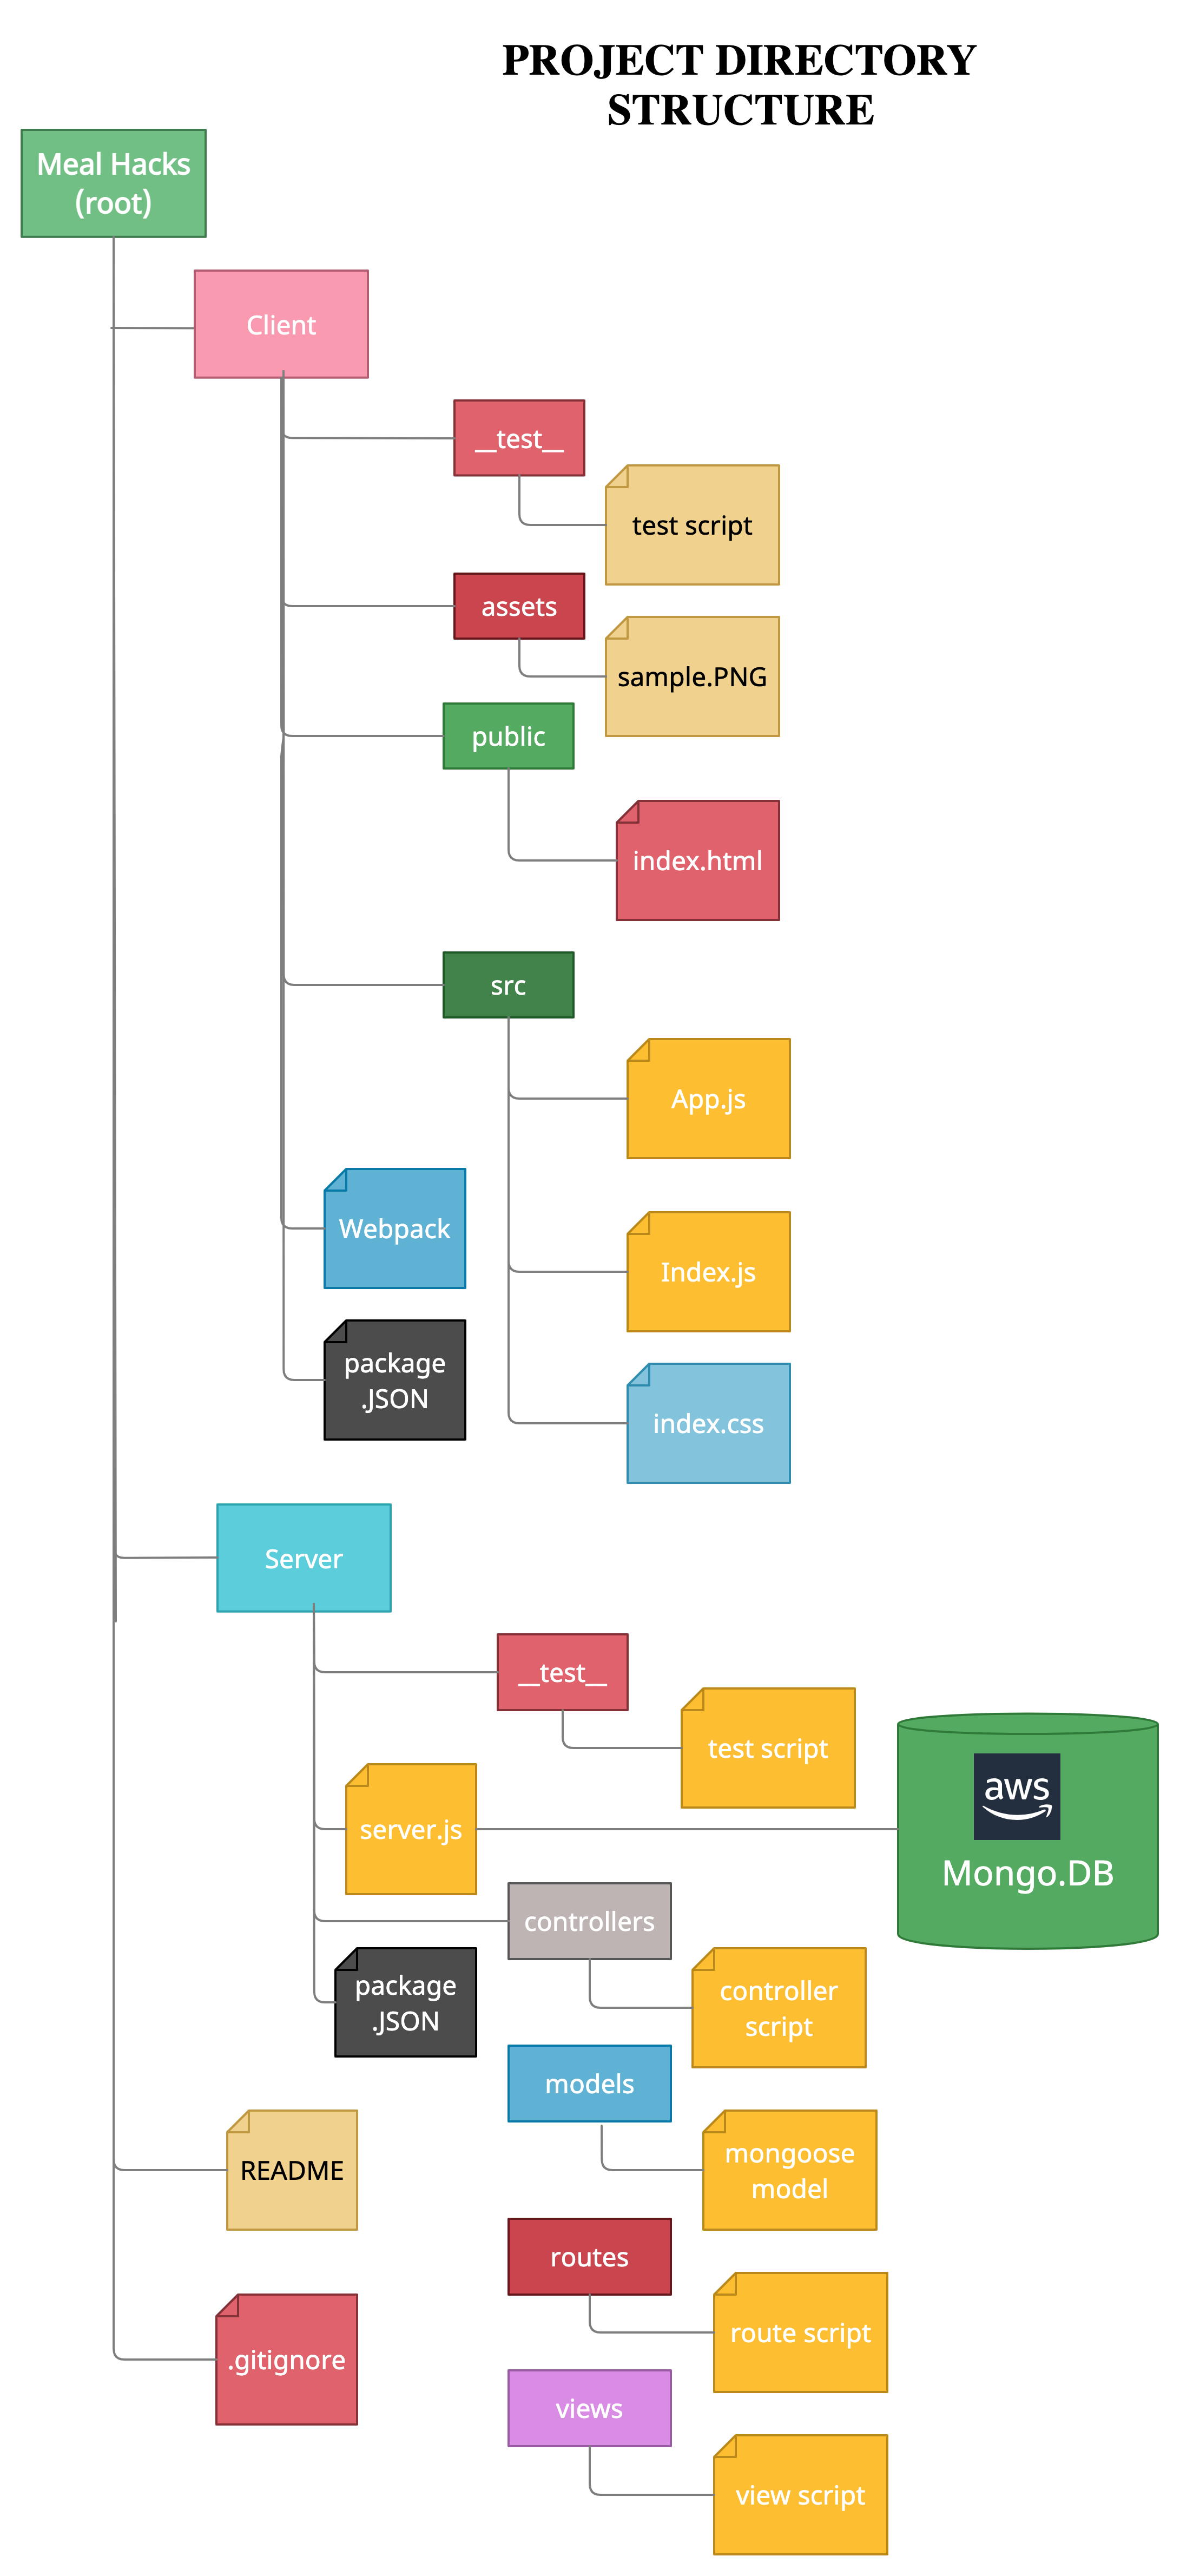 PROJECT DIRECTORY
STRUCTURE
Meal Hacks
(root)
Client
__test__
test script
assets
sample.PNG
public
index.html
src
App.js
Webpack
Index.js
package
.JSON
index.css
Server
__test__
test script
server.js
aws
Mongo.DB
controllers
package
.JSON
controller
script
models
README
mongoose
model
routes
route script
.gitignore
views
view script